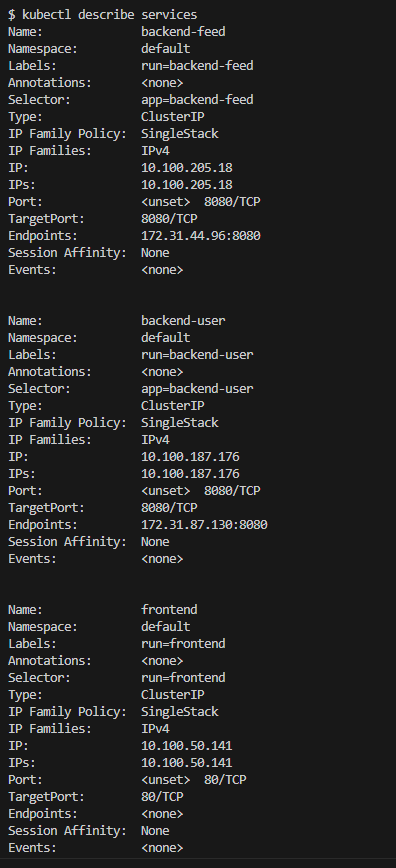 $ kubectl describe services
Name:              backend-feed
Namespace:         default
Labels:            run=backend-feed
Annotations:       <none>
Selector:          app=backend-feed
Type:              ClusterIP
IP Family Policy:  SingleStack
IP Families:       IPv4
IP:                10.100.205.18
IPs:               10.100.205.18
Port:              <unset>  8080/TCP
TargetPort:        8080/TCP
Endpoints:         172.31.44.96:8080
Session Affinity:  None
Events:            <none>
Name:              backend-user
Namespace:         default
Labels:            run=backend-user
Annotations:       <none>
Selector:          app=backend-user
Type:              ClusterIP
IP Family Policy:  SingleStack
IP Families:       IPv4
IP:                10.100.187.176
IPs:               10.100.187.176
Port:              <unset>  8080/TCP
TargetPort:        8080/TCP
Endpoints:         172.31.87.130:8080
Session Affinity:  None
Events:            <none>
Name:              frontend
Namespace:         default
Labels:            run=frontend
Annotations:       <none>
Selector:          run=frontend
Type:              ClusterIP
IP Family Policy:  SingleStack
IP Families:       IPv4
IP:                10.100.50.141
IPs:               10.100.50.141
Port:              <unset>  80/TCP
TargetPort:        80/TCP
Endpoints:         <none>
Session Affinity:  None
Events:            <none>